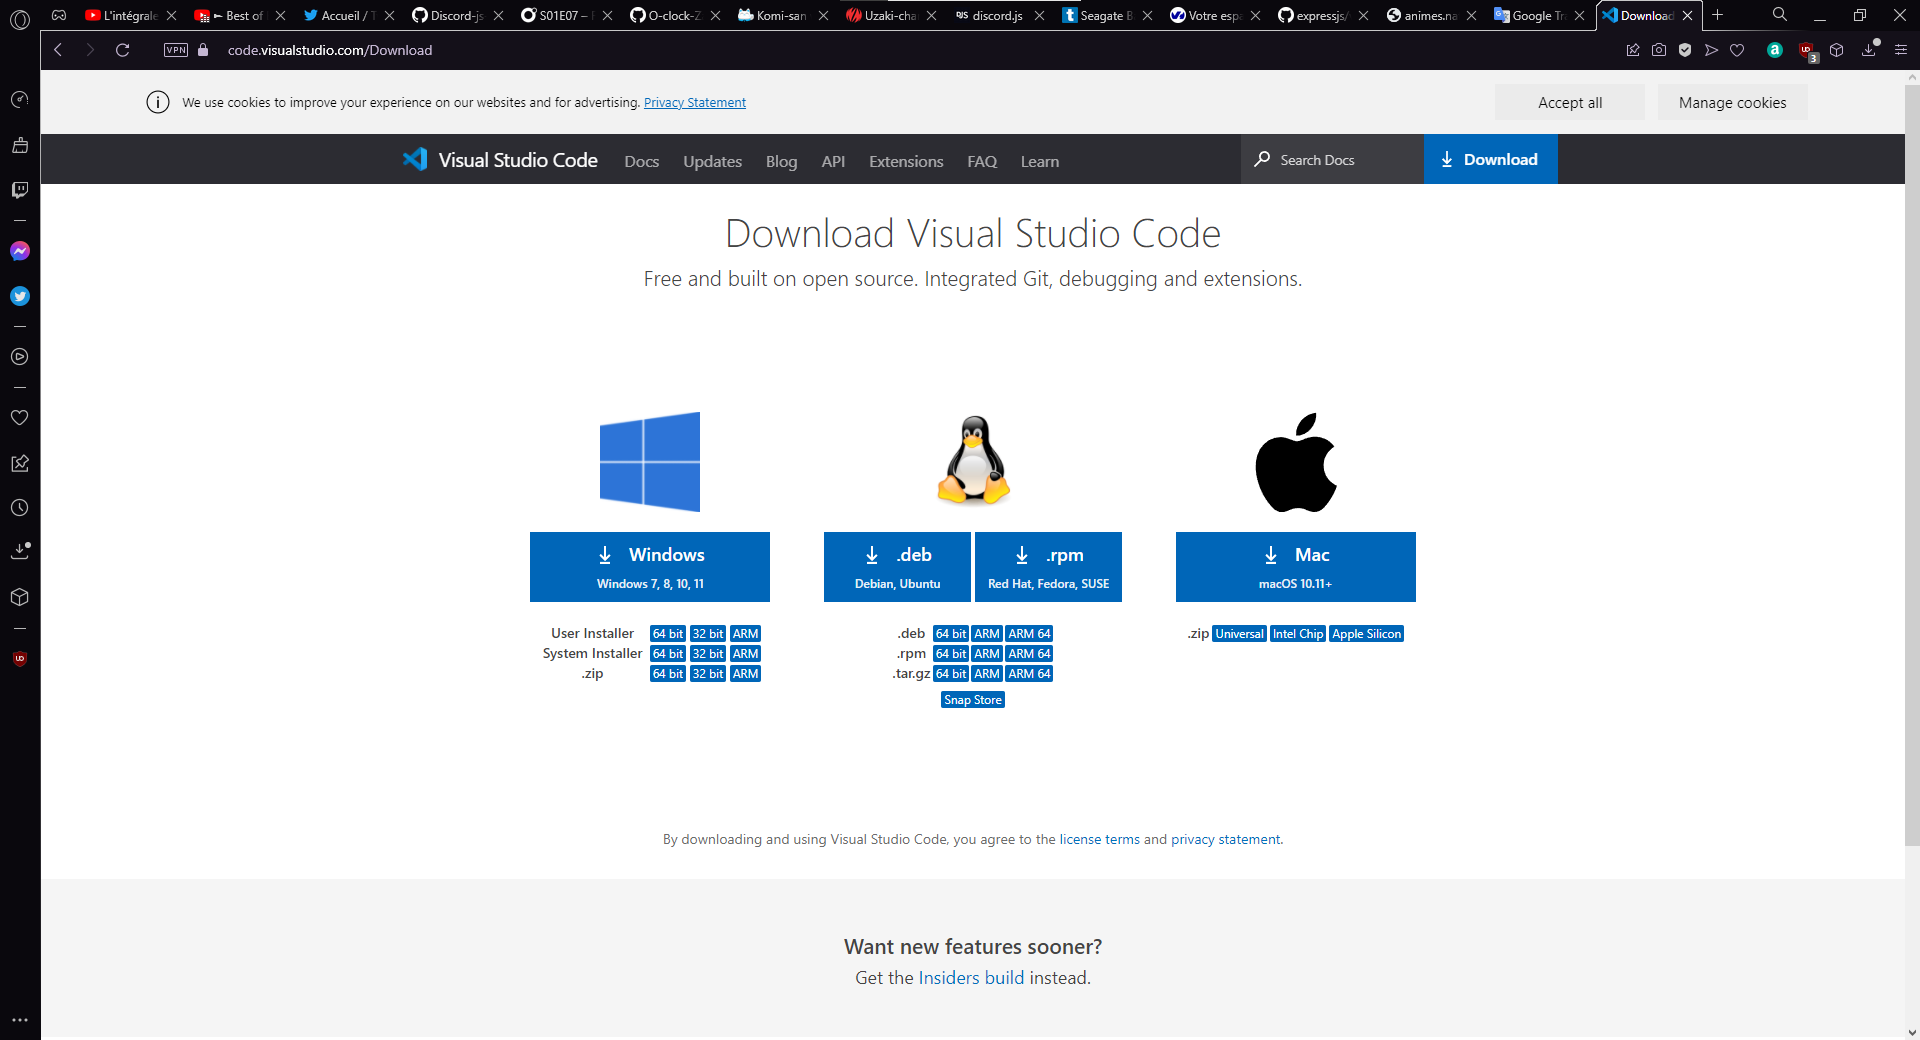 L'intégrale
Best of
Accueil / T
Discord-js
S01E07 –
O-clock-Z
Komi-san
Uzaki-cha
discord.js
Seagate B
Votre esp
expressjs/
animes.na
Google Tra
Download
VPN code.visualstudio.com/Download
3
We use cookies to improve your experience on our websites and for advertising. Privacy Statement
Accept all
Manage cookies
Visual Studio Code
Docs
Updates
Blog
API
Extensions
FAQ
Learn
Search Docs
Download
Download Visual Studio Code
Free and built on open source. Integrated Git, debugging and extensions.
Windows
Windows 7, 8, 10, 11
User Installer 64 bit 32 bit ARM
System Installer 64 bit 32 bit ARM
.zip 64 bit 32 bit ARM
.deb
Debian, Ubuntu
.rpm
Red Hat, Fedora, SUSE
.deb 64 bit ARM ARM 64
.rpm 64 bit ARM ARM 64
.tar.gz 64 bit ARM ARM 64
Snap Store
Mac
macOS 10.11+
.zip Universal Intel Chip Apple Silicon
By downloading and using Visual Studio Code, you agree to the license terms and privacy statement.
Want new features sooner?
Get the Insiders build instead.